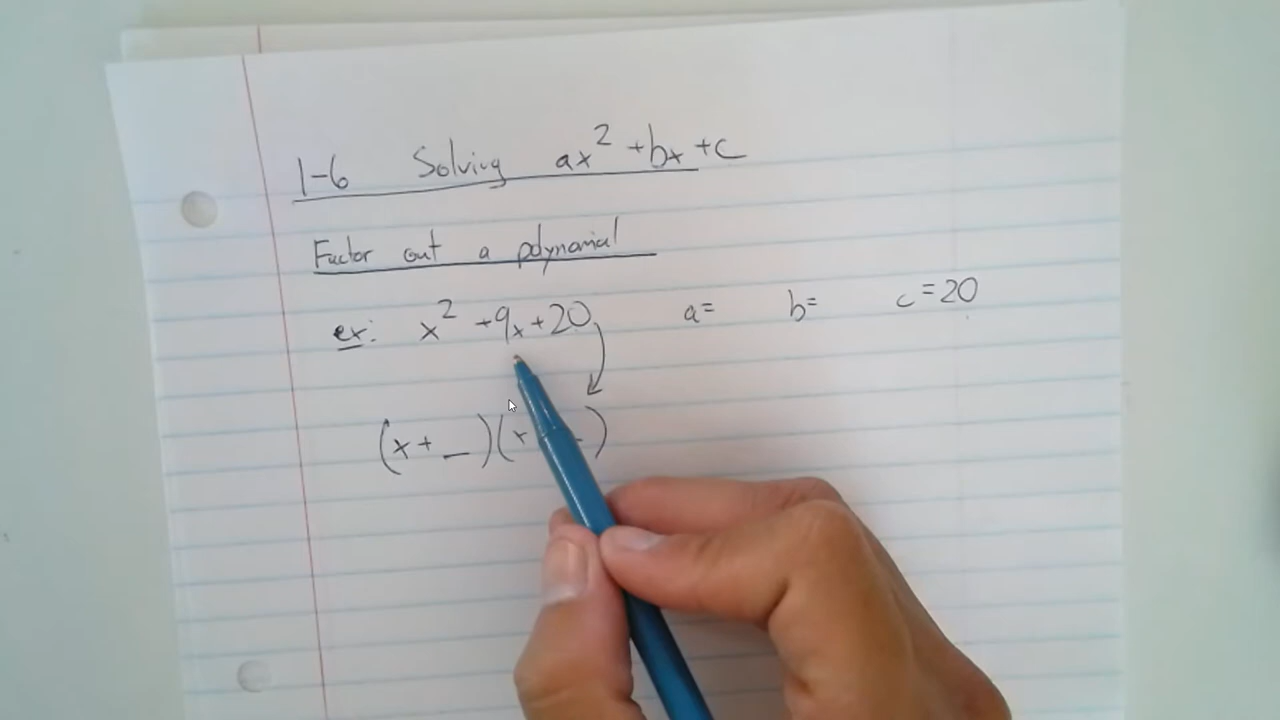 1-6 Solving ax² + bx + c
Factor out a polynomial
ex: x² + 9x + 20 a= b= c=20
(x + _)(x _)